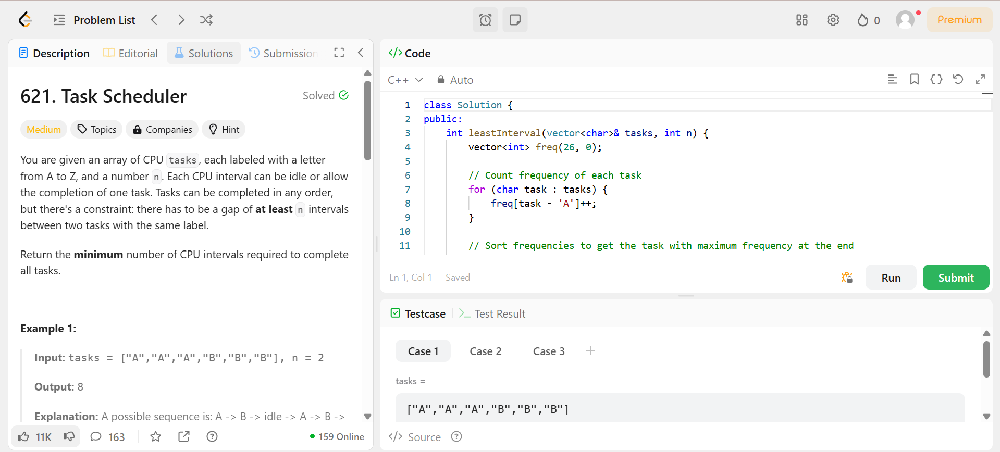 Problem List
0
Premium
Description
Editorial
Solutions
Submission
621. Task Scheduler
Solved
Medium
Topics
Companies
Hint
You are given an array of CPU tasks, each labeled with a letter
from A to Z, and a number n. Each CPU interval can be idle or allow
the completion of one task. Tasks can be completed in any order,
but there's a constraint: there has to be a gap of at least n intervals
between two tasks with the same label.
Return the minimum number of CPU intervals required to complete
all tasks.
Example 1:
Input: tasks = ["A","A","A","B","B","B"], n = 2
Output: 8
Explanation: A possible sequence is: A -> B -> idle -> A -> B ->
11K
163
159 Online
</> Code
C++
Auto
1 class Solution {
2 public:
3 int leastInterval(vector<char>& tasks, int n) {
4 vector<int> freq(26, 0);
5
6 // Count frequency of each task
7 for (char task : tasks) {
8 freq[task - 'A']++;
9 }
10
11 // Sort frequencies to get the task with maximum frequency at the end
Ln 1, Col 1
Saved
Run
Submit
Testcase
Test Result
Case 1
Case 2
Case 3
tasks =
["A","A","A","B","B","B"]
</> Source